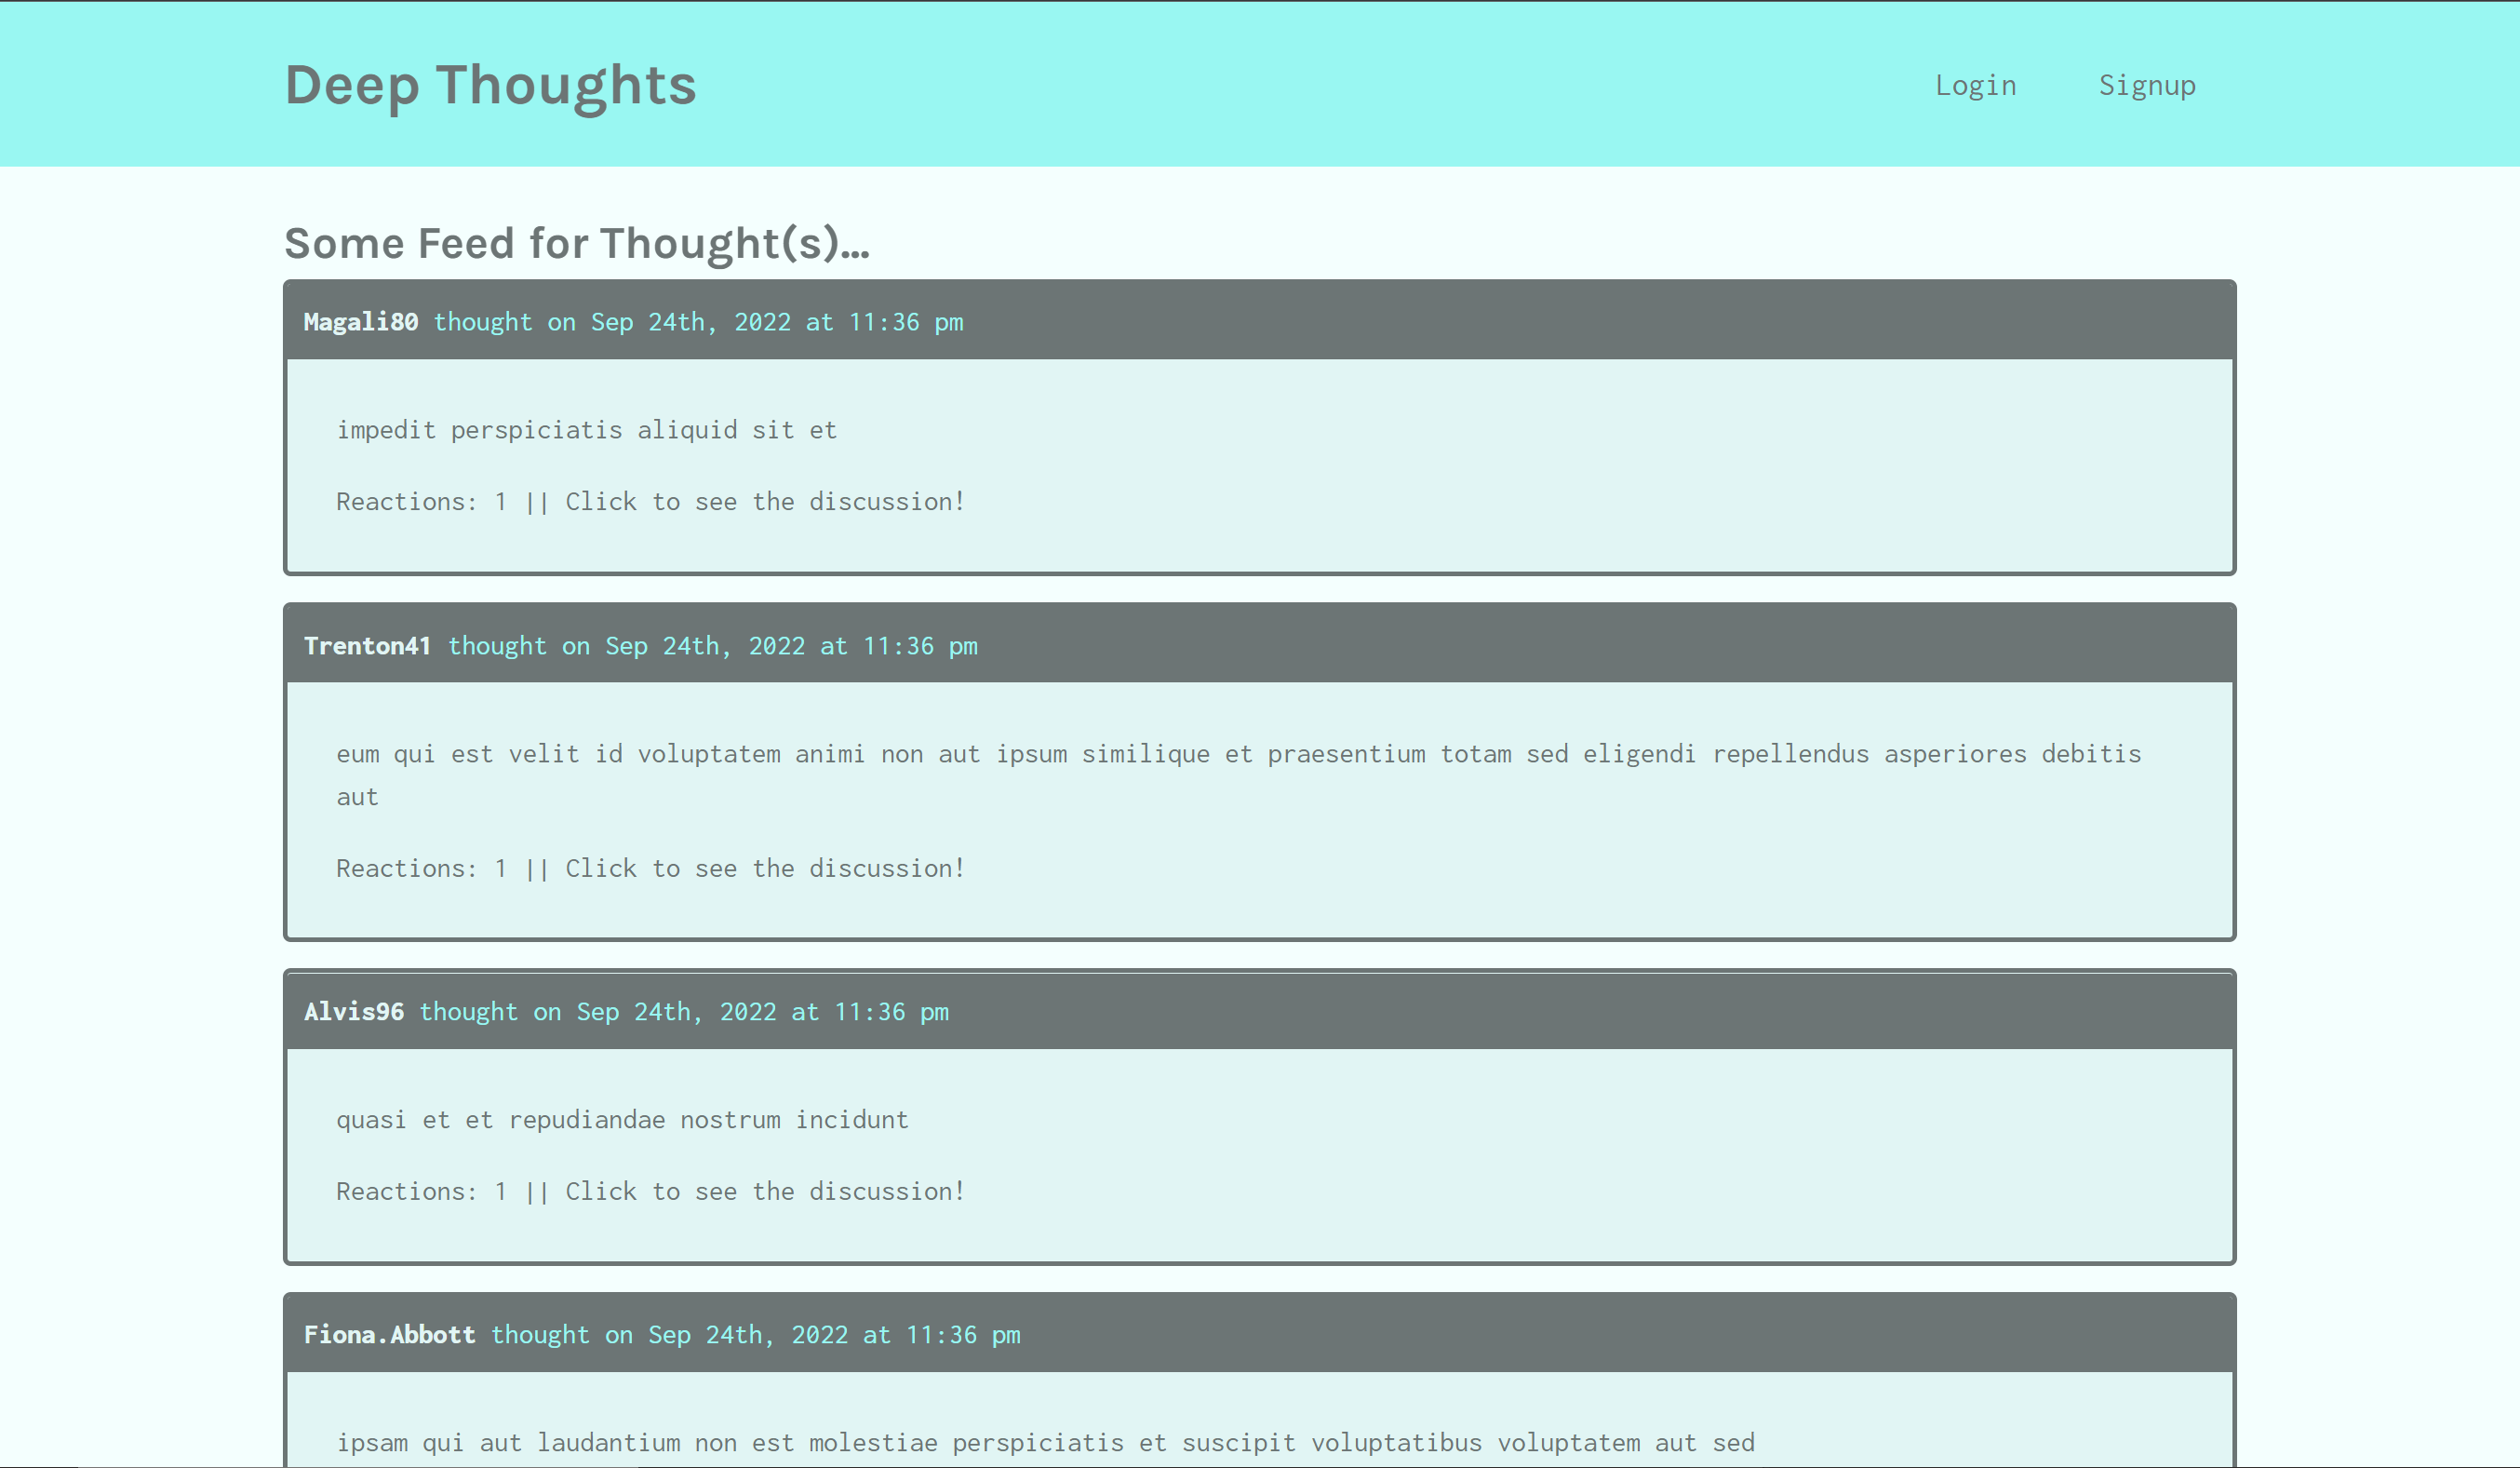 Deep Thoughts
Login
Signup
Some Feed for Thought(s)...
Magali80 thought on Sep 24th, 2022 at 11:36 pm
impedit perspiciatis aliquid sit et
Reactions: 1 || Click to see the discussion!
Trenton41 thought on Sep 24th, 2022 at 11:36 pm
eum qui est velit id voluptatem animi non aut ipsum similique et praesentium totam sed eligendi repellendus asperiores debitis
aut
Reactions: 1 || Click to see the discussion!
Alvis96 thought on Sep 24th, 2022 at 11:36 pm
quasi et et repudiandae nostrum incidunt
Reactions: 1 || Click to see the discussion!
Fiona.Abbott thought on Sep 24th, 2022 at 11:36 pm
ipsam qui aut laudantium non est molestiae perspiciatis et suscipit voluptatibus voluptatem aut sed